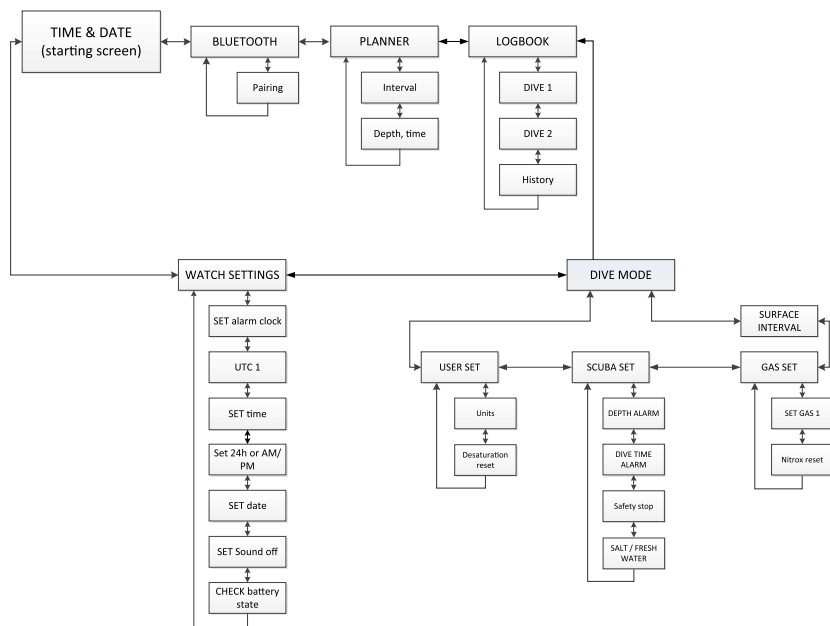 TIME & DATE
(starting screen)
BLUETOOTH
PLANNER
LOGBOOK
Pairing
Interval
DIVE 1
Depth, time
DIVE 2
History
WATCH SETTINGS
DIVE MODE
SET alarm clock
SURFACE
INTERVAL
UTC 1
USER SET
SCUBA SET
GAS SET
SET time
Units
DEPTH ALARM
SET GAS 1
Set 24h or AM/
PM
Desaturation
reset
DIVE TIME
ALARM
Nitrox reset
SET date
Safety stop
SET Sound off
SALT / FRESH
WATER
CHECK battery
state